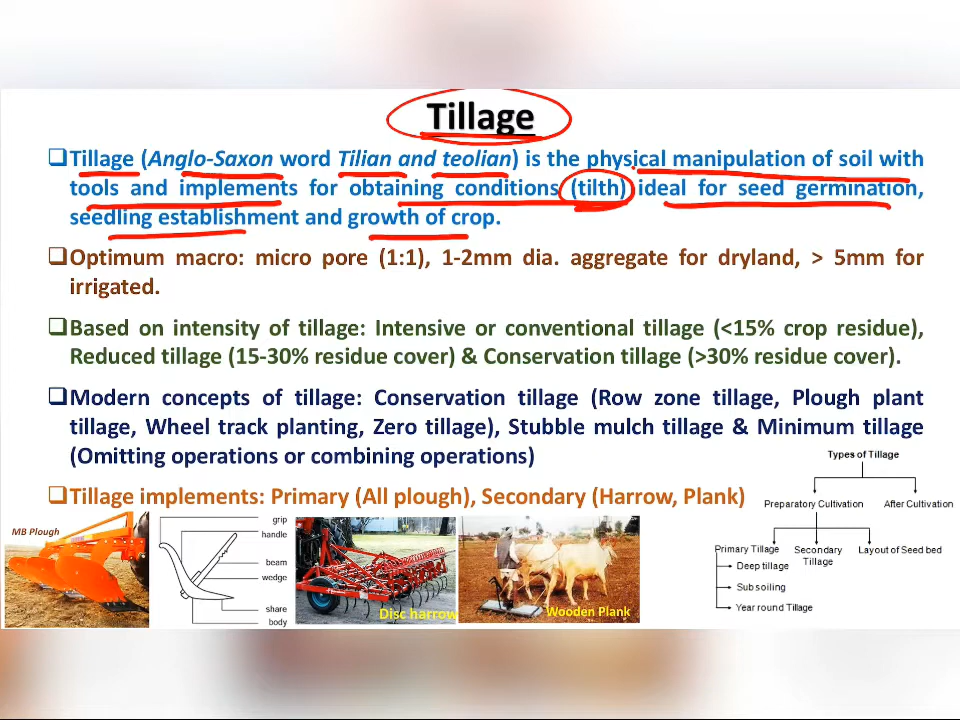 Tillage
❑Tillage (Anglo-Saxon word Tilian and teolian) is the physical manipulation of soil with
tools and implements for obtaining conditions (tilth) ideal for seed germination,
seedling establishment and growth of crop.
❑Optimum macro: micro pore (1:1), 1-2mm dia. aggregate for dryland, > 5mm for
irrigated.
❑Based on intensity of tillage: Intensive or conventional tillage (<15% crop residue),
Reduced tillage (15-30% residue cover) & Conservation tillage (>30% residue cover).
❑Modern concepts of tillage: Conservation tillage (Row zone tillage, Plough plant
tillage, Wheel track planting, Zero tillage), Stubble mulch tillage & Minimum tillage
(Omitting operations or combining operations)
❑Tillage implements: Primary (All plough), Secondary (Harrow, Plank)
MB Plough
grip
handle
beam
wedge
share
body
Disc harrow
Wooden Plank
Types of Tillage
Preparatory Cultivation
After Cultivation
Primary Tillage
Secondary
Tillage
Layout of Seed bed
Deep tillage
Sub soiling
Year round Tillage